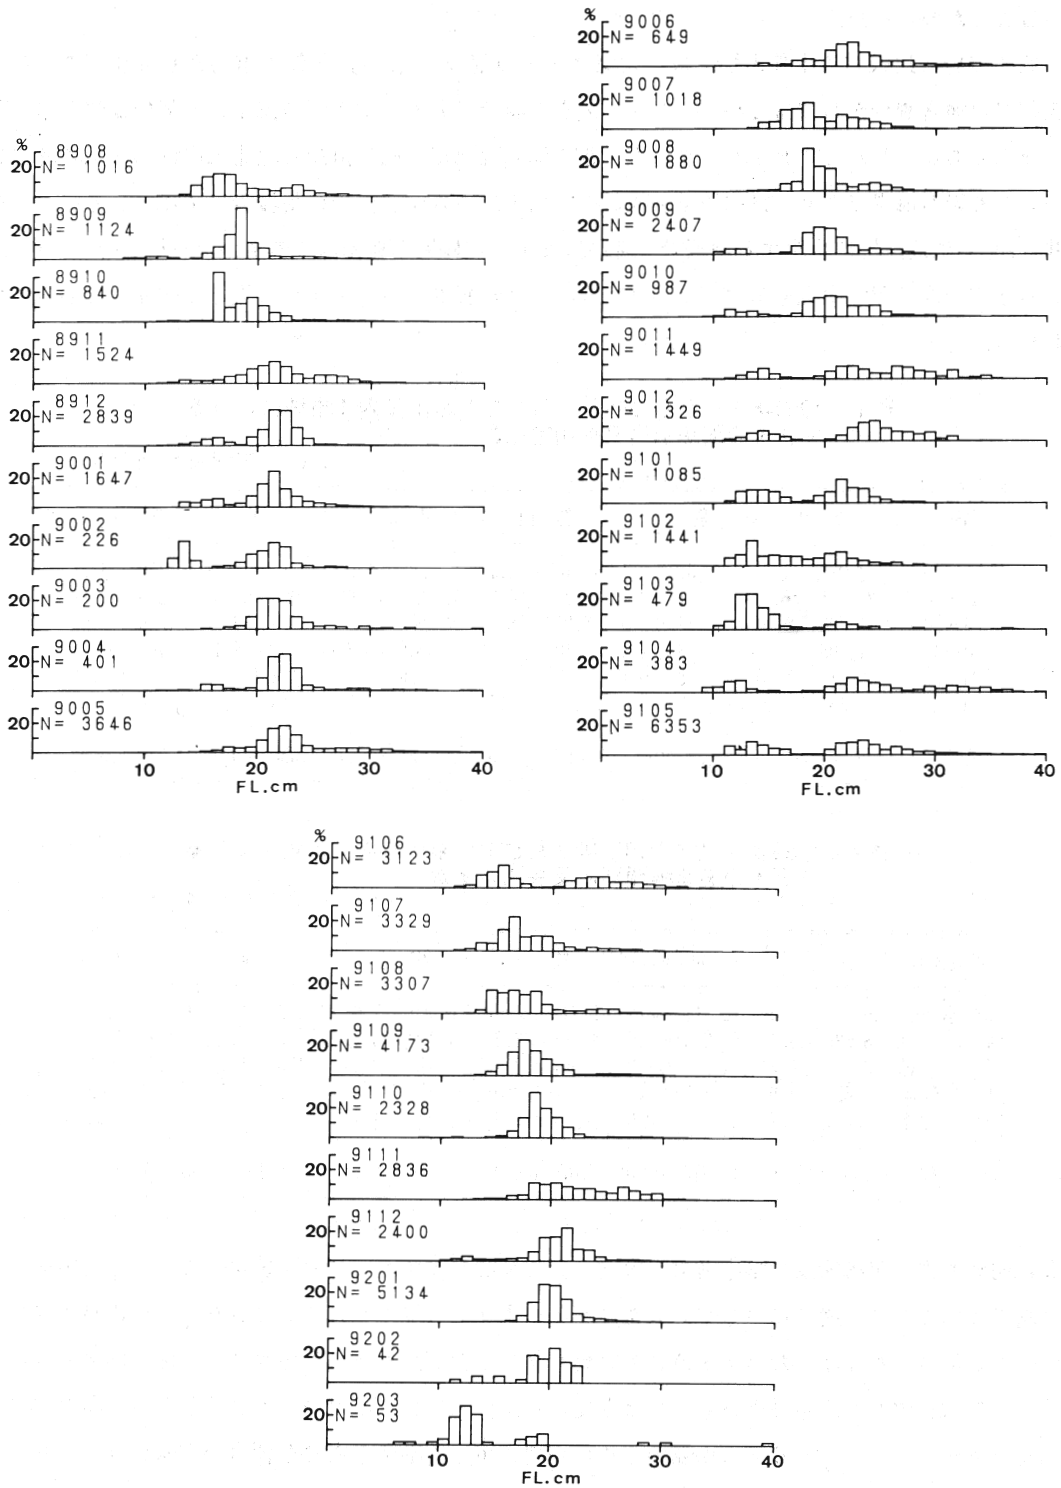 %
8908
20 N= 1016
8909
20 N= 1124
8910
20 N= 840
8911
20 N= 1524
8912
20 N= 2839
9001
20 N= 1647
9002
20 N= 226
9003
20 N= 200
9004
20 N= 401
9005
20 N= 3646
10 20 30 40
FL.cm
%
9006
20 N= 649
9007
20 N= 1018
9008
20 N= 1880
9009
20 N= 2407
9010
20 N= 987
9011
20 N= 1449
9012
20 N= 1326
9101
20 N= 1085
9102
20 N= 1441
9103
20 N= 479
9104
20 N= 383
9105
20 N= 6353
10 20 30 40
FL.cm
%
9106
20 N= 3123
9107
20 N= 3329
9108
20 N= 3307
9109
20 N= 4173
9110
20 N= 2328
9111
20 N= 2836
9112
20 N= 2400
9201
20 N= 5134
9202
20 N= 42
9203
20 N= 53
10 20 30 40
FL.cm